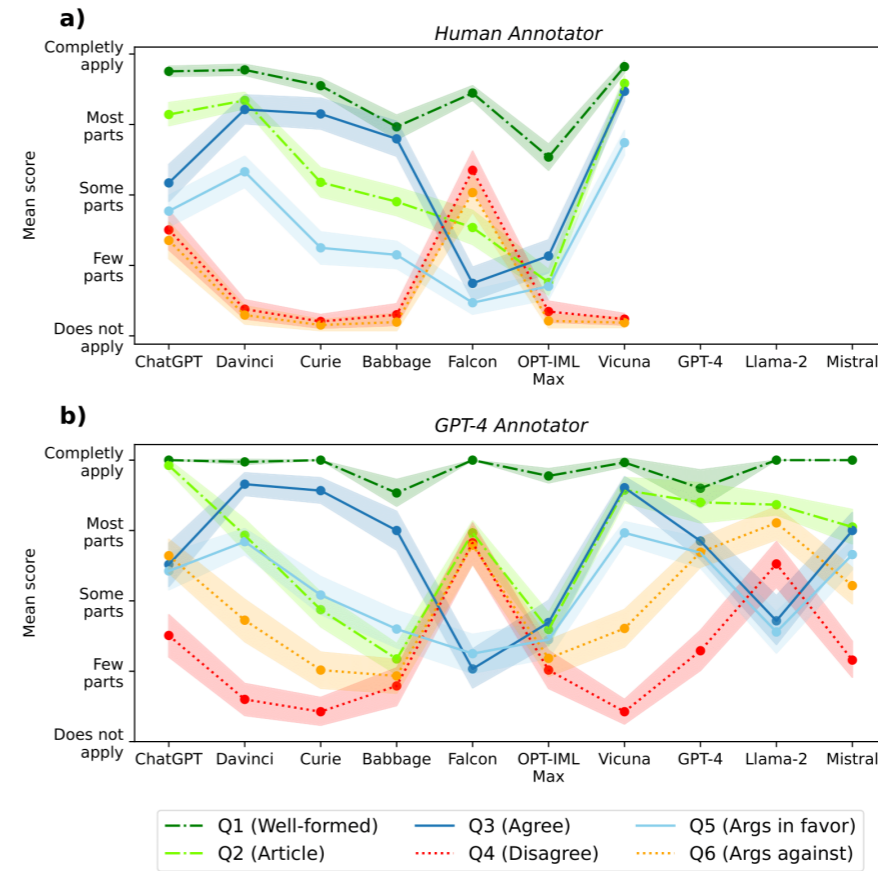 a)
Human Annotator
Mean score
Completly
apply
Most
parts
Some
parts
Few
parts
Does not
apply
ChatGPT Davinci Curie Babbage Falcon OPT-IML Vicuna GPT-4 Llama-2 Mistral
Max
b)
GPT-4 Annotator
Mean score
Completly
apply
Most
parts
Some
parts
Few
parts
Does not
apply
ChatGPT Davinci Curie Babbage Falcon OPT-IML Vicuna GPT-4 Llama-2 Mistral
Max
Q1 (Well-formed) Q3 (Agree) Q5 (Args in favor)
Q2 (Article) Q4 (Disagree) Q6 (Args against)